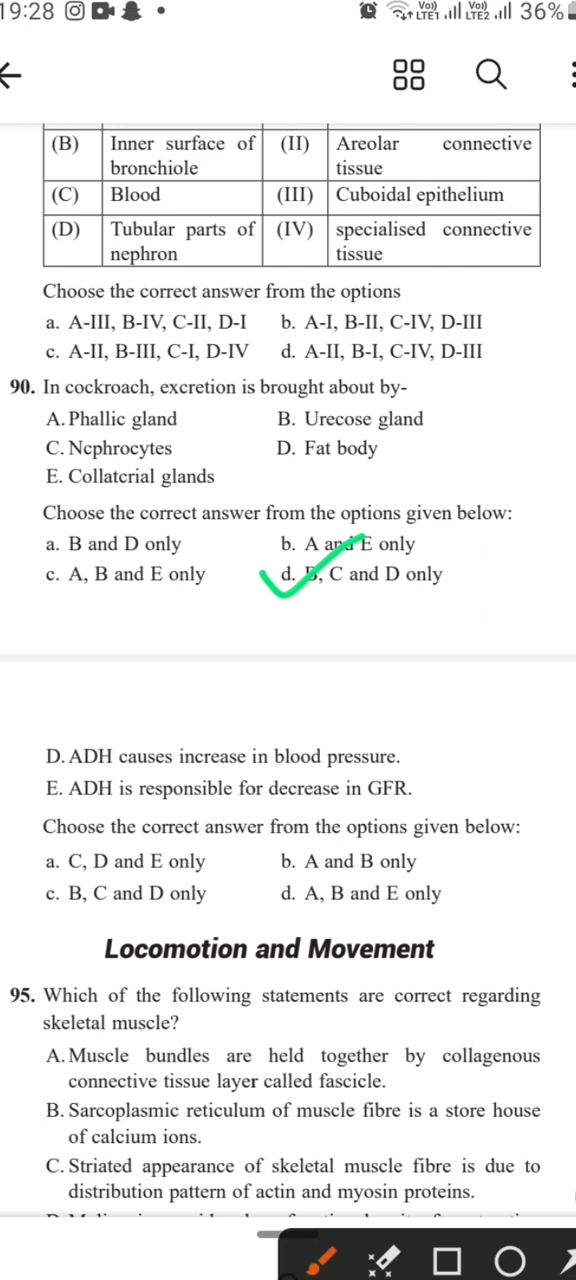 19:28
Vo)) LTE1 Vo)) LTE2 36%
(B) Inner surface of bronchiole (II) Areolar connective tissue
(C) Blood (III) Cuboidal epithelium
(D) Tubular parts of nephron (IV) specialised connective tissue
Choose the correct answer from the options
a. A-III, B-IV, C-II, D-I b. A-I, B-II, C-IV, D-III
c. A-II, B-III, C-I, D-IV d. A-II, B-I, C-IV, D-III
90. In cockroach, excretion is brought about by-
A. Phallic gland B. Urecose gland
C. Nephrocytes D. Fat body
E. Collaterial glands
Choose the correct answer from the options given below:
a. B and D only b. A and E only
c. A, B and E only d. B, C and D only
D. ADH causes increase in blood pressure.
E. ADH is responsible for decrease in GFR.
Choose the correct answer from the options given below:
a. C, D and E only b. A and B only
c. B, C and D only d. A, B and E only
Locomotion and Movement
95. Which of the following statements are correct regarding
skeletal muscle?
A. Muscle bundles are held together by collagenous
connective tissue layer called fascicle.
B. Sarcoplasmic reticulum of muscle fibre is a store house
of calcium ions.
C. Striated appearance of skeletal muscle fibre is due to
distribution pattern of actin and myosin proteins.